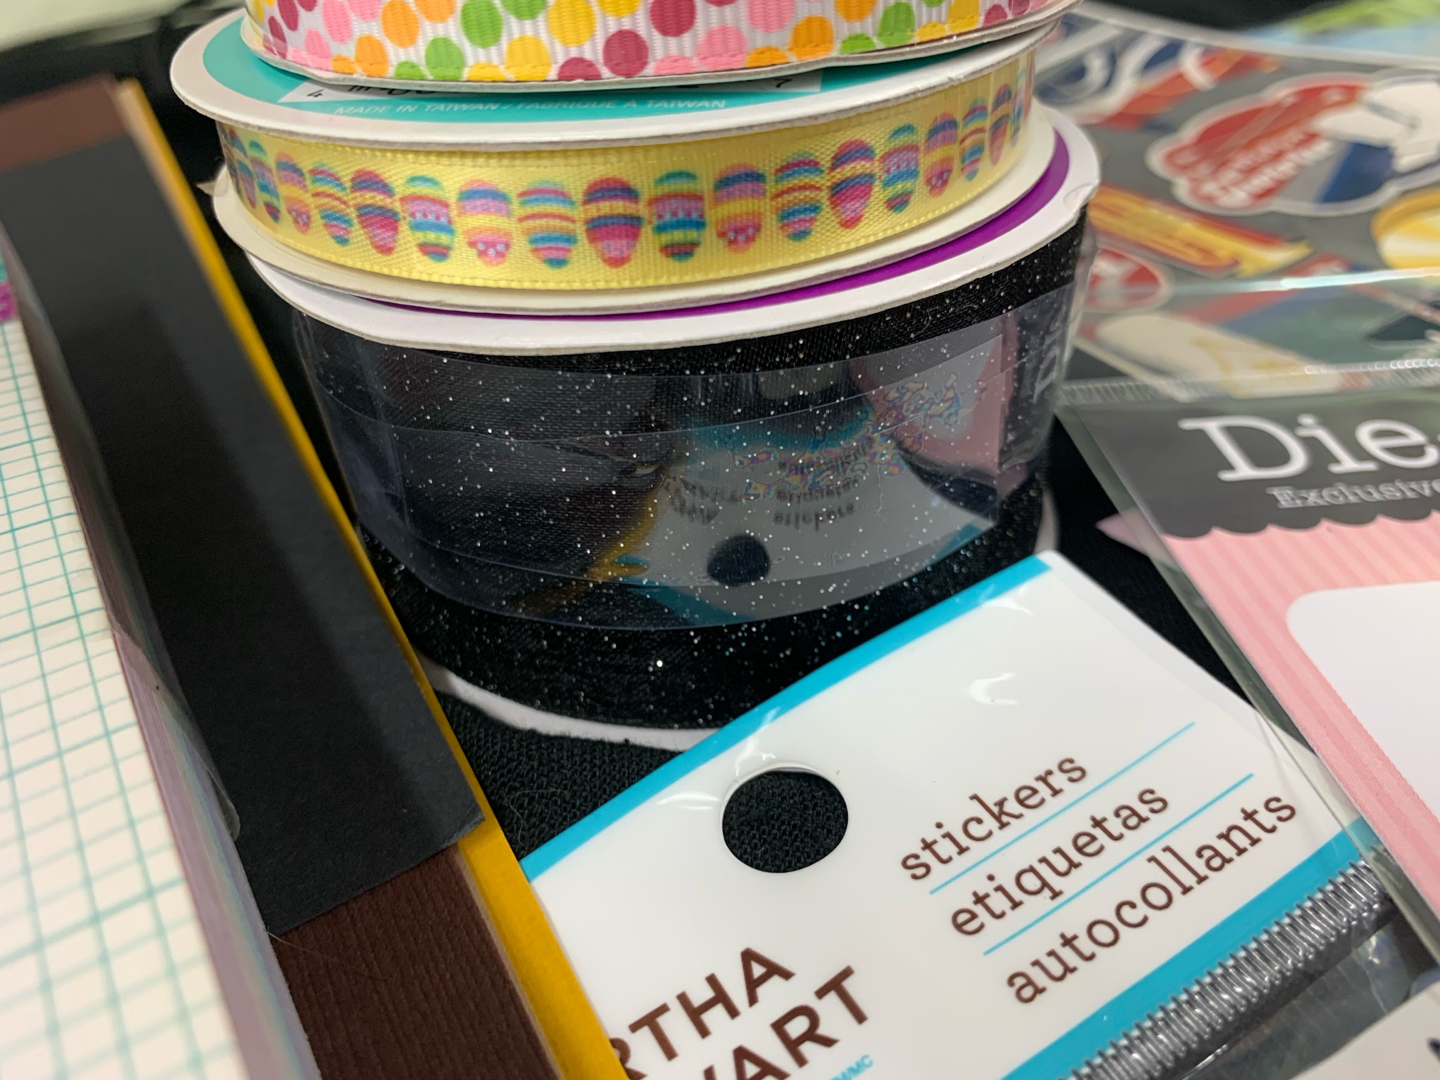 MADE IN TAIWAN · FABRIQUÉ À TAIWAN
Die
Exclusive
stickers
etiquetas
autocollants
RTHA
WART